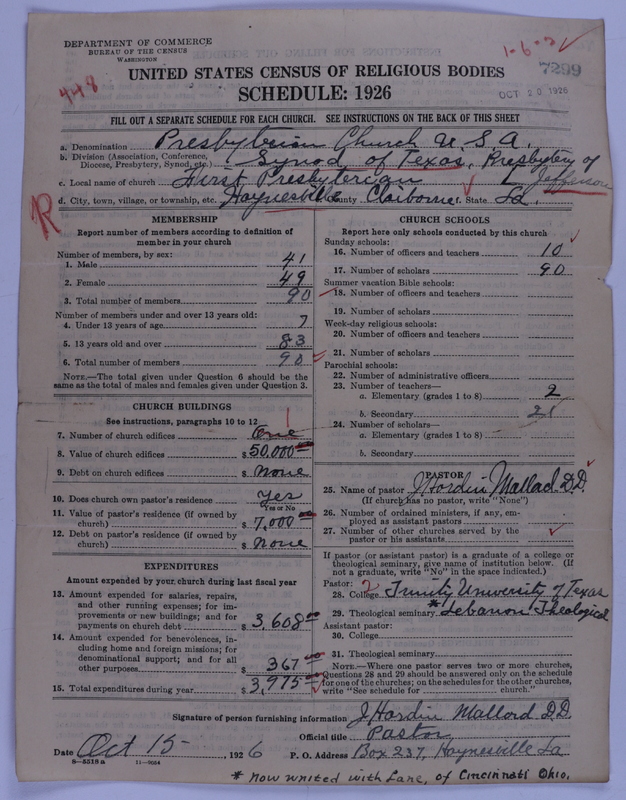 DEPARTMENT OF COMMERCE
BUREAU OF THE CENSUS
WASHINGTON
1-6-2
7299
448
OCT 20 1926
UNITED STATES CENSUS OF RELIGIOUS BODIES
SCHEDULE: 1926
FILL OUT A SEPARATE SCHEDULE FOR EACH CHURCH. SEE INSTRUCTIONS ON THE BACK OF THIS SHEET
a. Denomination Presbyterian Church U.S.A.
b. Division (Association, Conference, Diocese, Presbytery, Synod, etc.) Synod of Texas, Presbytery of Jefferson
c. Local name of church First Presbyterian
d. City, town, village, or township, etc. Haynesville County Claiborne State La.
R
MEMBERSHIP
Report number of members according to definition of
member in your church
Number of members, by sex:
1. Male 41
2. Female 49
3. Total number of members 90
Number of members under and over 13 years old:
4. Under 13 years of age 7
5. 13 years old and over 83
6. Total number of members 90
NOTE.—The total given under Question 6 should be the
same as the total of males and females given under Question 3.
CHURCH BUILDINGS
See instructions, paragraphs 10 to 12
7. Number of church edifices One
8. Value of church edifices $50,000 00
9. Debt on church edifices $ None
10. Does church own pastor's residence Yes
Yes or No
11. Value of pastor's residence (if owned by
church) $7,000 00
12. Debt on pastor's residence (if owned by
church) $ None
EXPENDITURES
Amount expended by your church during last fiscal year
13. Amount expended for salaries, repairs,
and other running expenses; for im-
provements or new buildings; and for
payments on church debt $3,608 00
14. Amount expended for benevolences, in-
cluding home and foreign missions; for
denominational support; and for all
other purposes $367 00
15. Total expenditures during year $3,975 00
CHURCH SCHOOLS
Report here only schools conducted by this church
Sunday schools:
16. Number of officers and teachers 10
17. Number of scholars 90
Summer vacation Bible schools:
18. Number of officers and teachers
19. Number of scholars
Week-day religious schools:
20. Number of officers and teachers
21. Number of scholars
Parochial schools:
22. Number of administrative officers
23. Number of teachers—
a. Elementary (grades 1 to 8) 2
b. Secondary
24. Number of scholars—
a. Elementary (grades 1 to 8)
b. Secondary
PASTOR
25. Name of pastor J Hardin Mallard D.D.
(If church has no pastor, write "None")
26. Number of ordained ministers, if any, em-
ployed as assistant pastors
27. Number of other churches served by the
pastor or his assistants
If pastor (or assistant pastor) is a graduate of a college or
theological seminary, give name of institution below. (If
not a graduate, write "No" in the space indicated.)
Pastor:
28. College Trinity University of Texas
29. Theological seminary *Lebanon Theological
Assistant pastor:
30. College
31. Theological seminary
NOTE.—Where one pastor serves two or more churches,
Questions 28 and 29 should be answered only on the schedule
for one of the churches; on the schedules for the other churches,
write "See schedule for church."
Signature of person furnishing information J Hardin Mallard D.D.
Official title Pastor
Date Oct 15 1926 P. O. Address Box 237, Haynesville La
8—5518 a 11—9034
* now united with Lane, of Cincinnati Ohio.